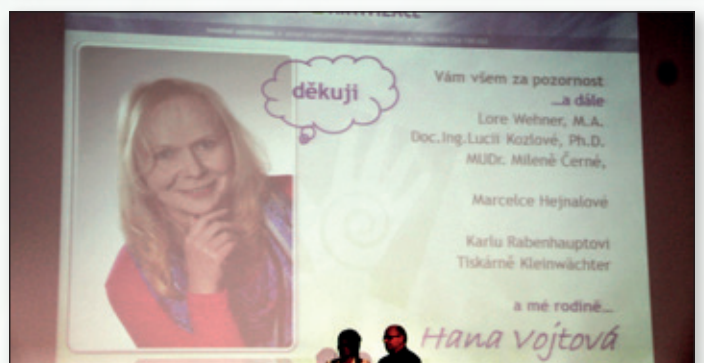 děkuji
Vám všem za pozornost
...a dále
Lore Wehner, M.A.
Doc.Ing.Lucii Kozlové, Ph.D.
MUDr. Mileně Černé,
Marcelce Hejnalové
Karlu Rabenhauptovi
Tiskárně Kleinwächter
a mé rodině...
Hana Vojtová